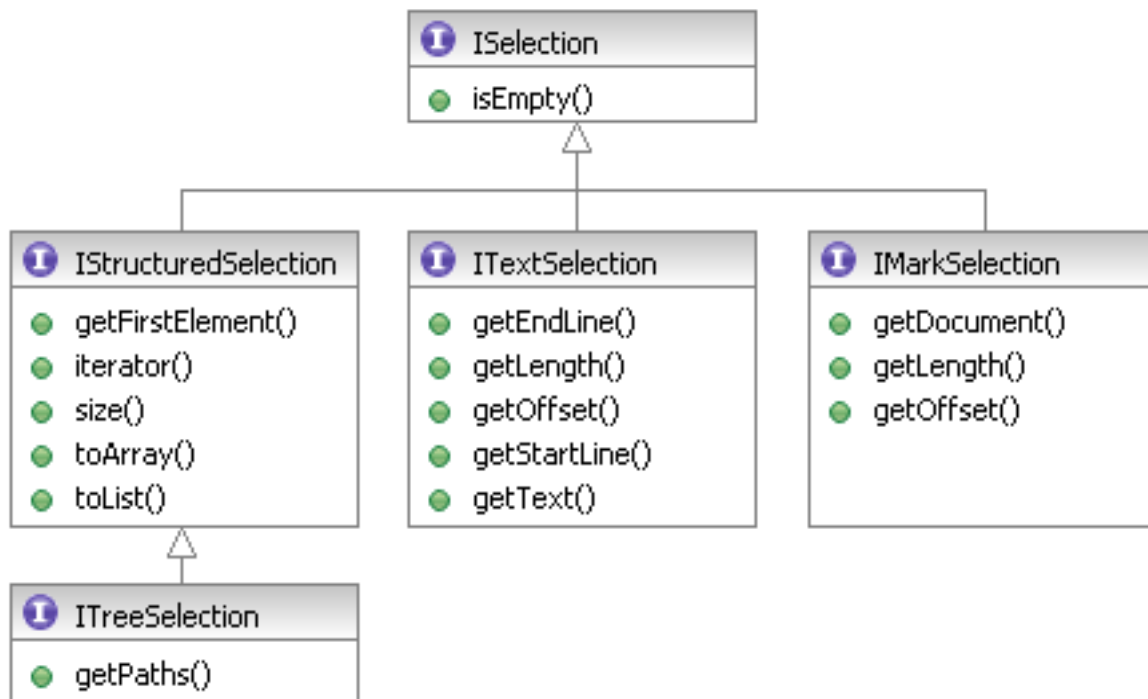 ISelection
isEmpty()
IStructuredSelection
getFirstElement()
iterator()
size()
toArray()
toList()
ITextSelection
getEndLine()
getLength()
getOffset()
getStartLine()
getText()
IMarkSelection
getDocument()
getLength()
getOffset()
ITreeSelection
getPaths()